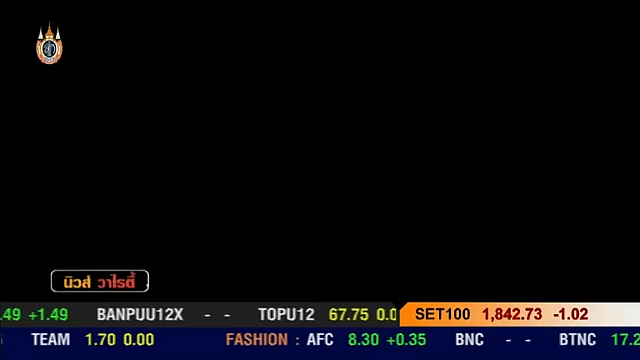 นิวส์ วาไรตี้
.49 +1.49 BANPUU12X - - TOPU12 67.75 0.0 SET100 1,842.73 -1.02
TEAM 1.70 0.00 FASHION : AFC 8.30 +0.35 BNC - - BTNC 17.2